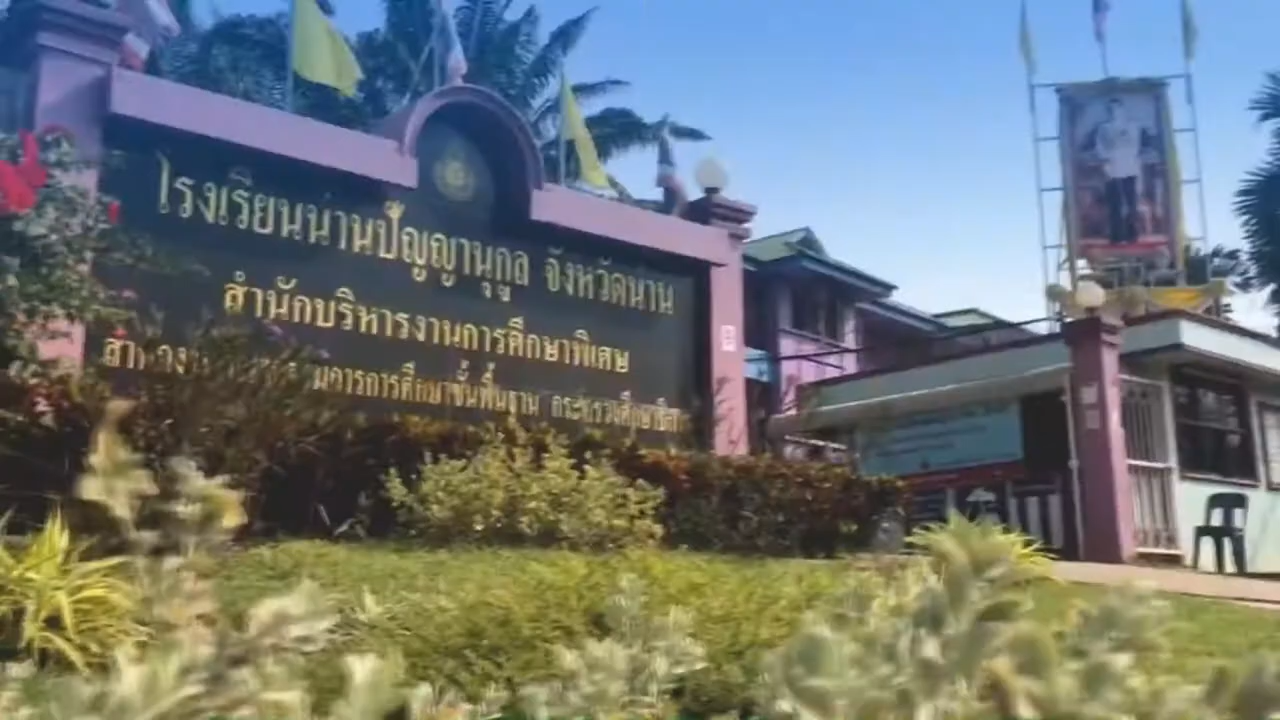 โรงเรียนน่านปัญญานุกูล จังหวัดน่าน
สำนักบริหารงานการศึกษาพิเศษ
การศึกษาขั้นพื้นฐาน กระทรวงศึกษาธิการ